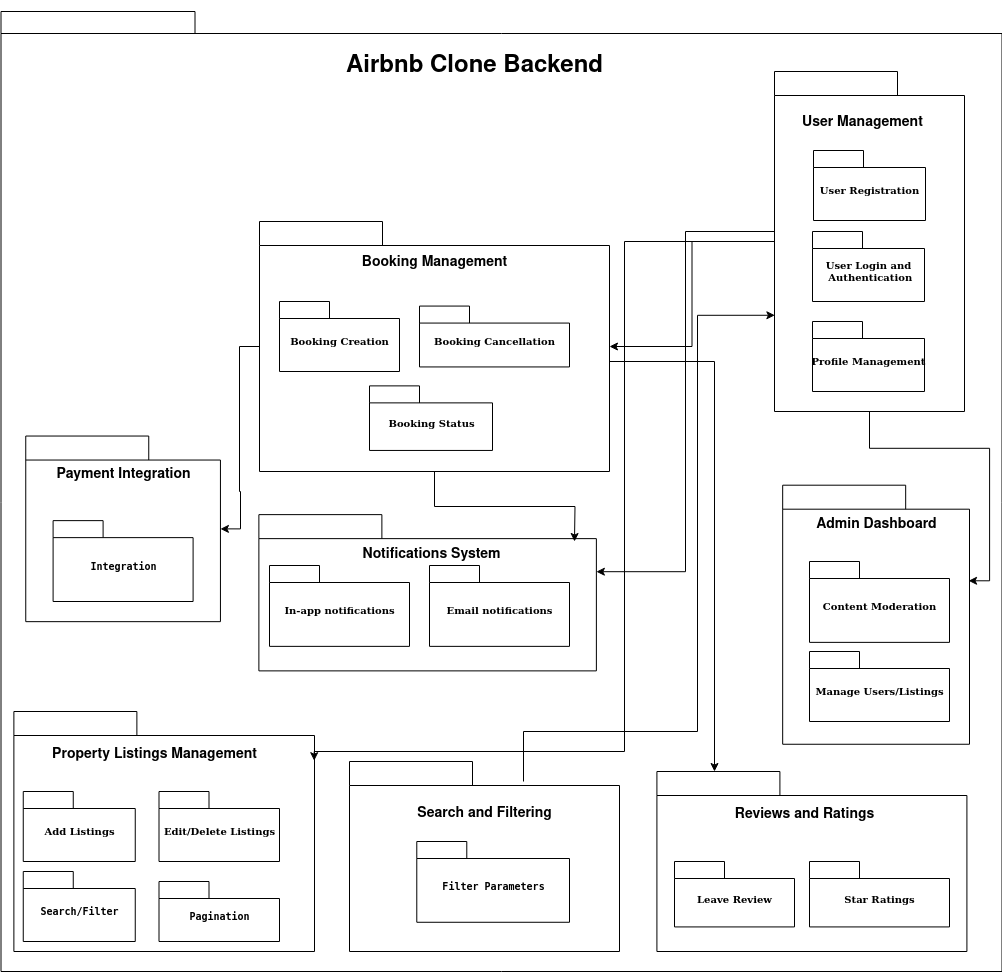 Airbnb Clone Backend
User Management
User Registration
User Login and
Authentication
Profile Management
Booking Management
Booking Creation
Booking Cancellation
Booking Status
Payment Integration
Integration
Notifications System
In-app notifications
Email notifications
Admin Dashboard
Content Moderation
Manage Users/Listings
Property Listings Management
Add Listings
Edit/Delete Listings
Search/Filter
Pagination
Search and Filtering
Filter Parameters
Reviews and Ratings
Leave Review
Star Ratings